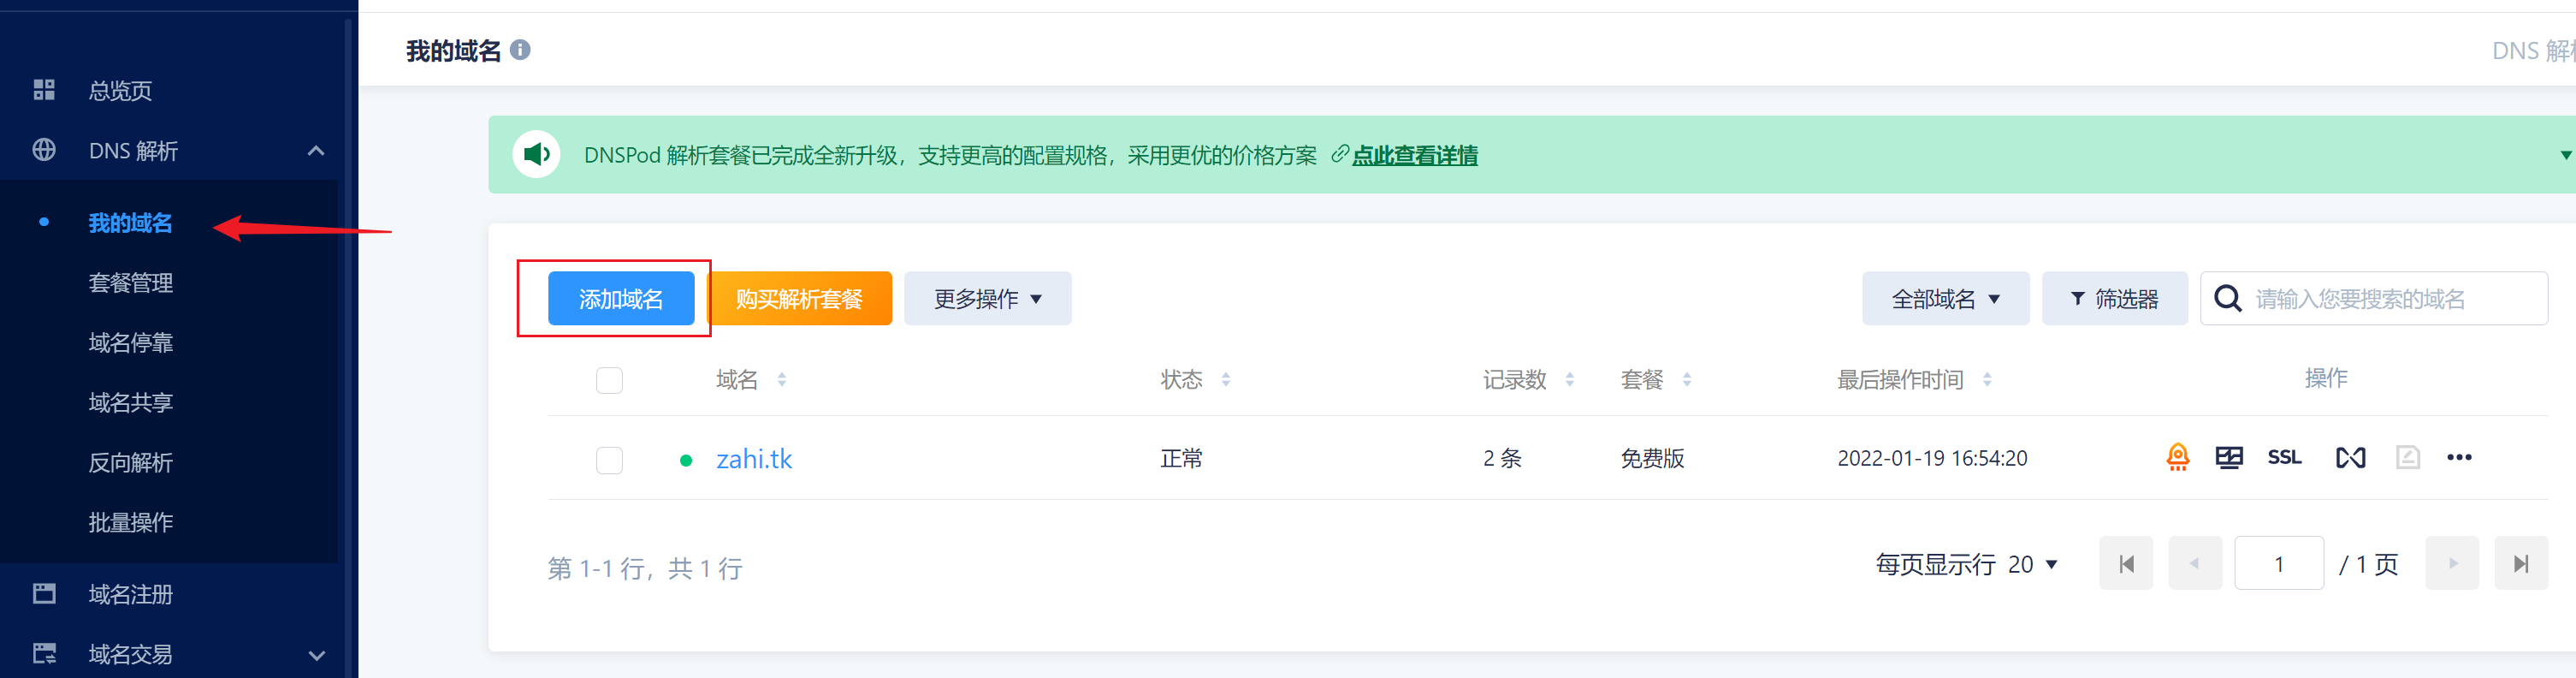 我的域名
DNS 解
总览页
DNS 解析
我的域名
套餐管理
域名停靠
域名共享
反向解析
批量操作
域名注册
域名交易
DNSPod 解析套餐已完成全新升级，支持更高的配置规格，采用更优的价格方案 点此查看详情
添加域名 购买解析套餐 更多操作 全部域名 筛选器 请输入您要搜索的域名
域名 状态 记录数 套餐 最后操作时间 操作
zahi.tk 正常 2 条 免费版 2022-01-19 16:54:20 SSL
第 1-1 行，共 1 行 每页显示行 20 1 / 1 页